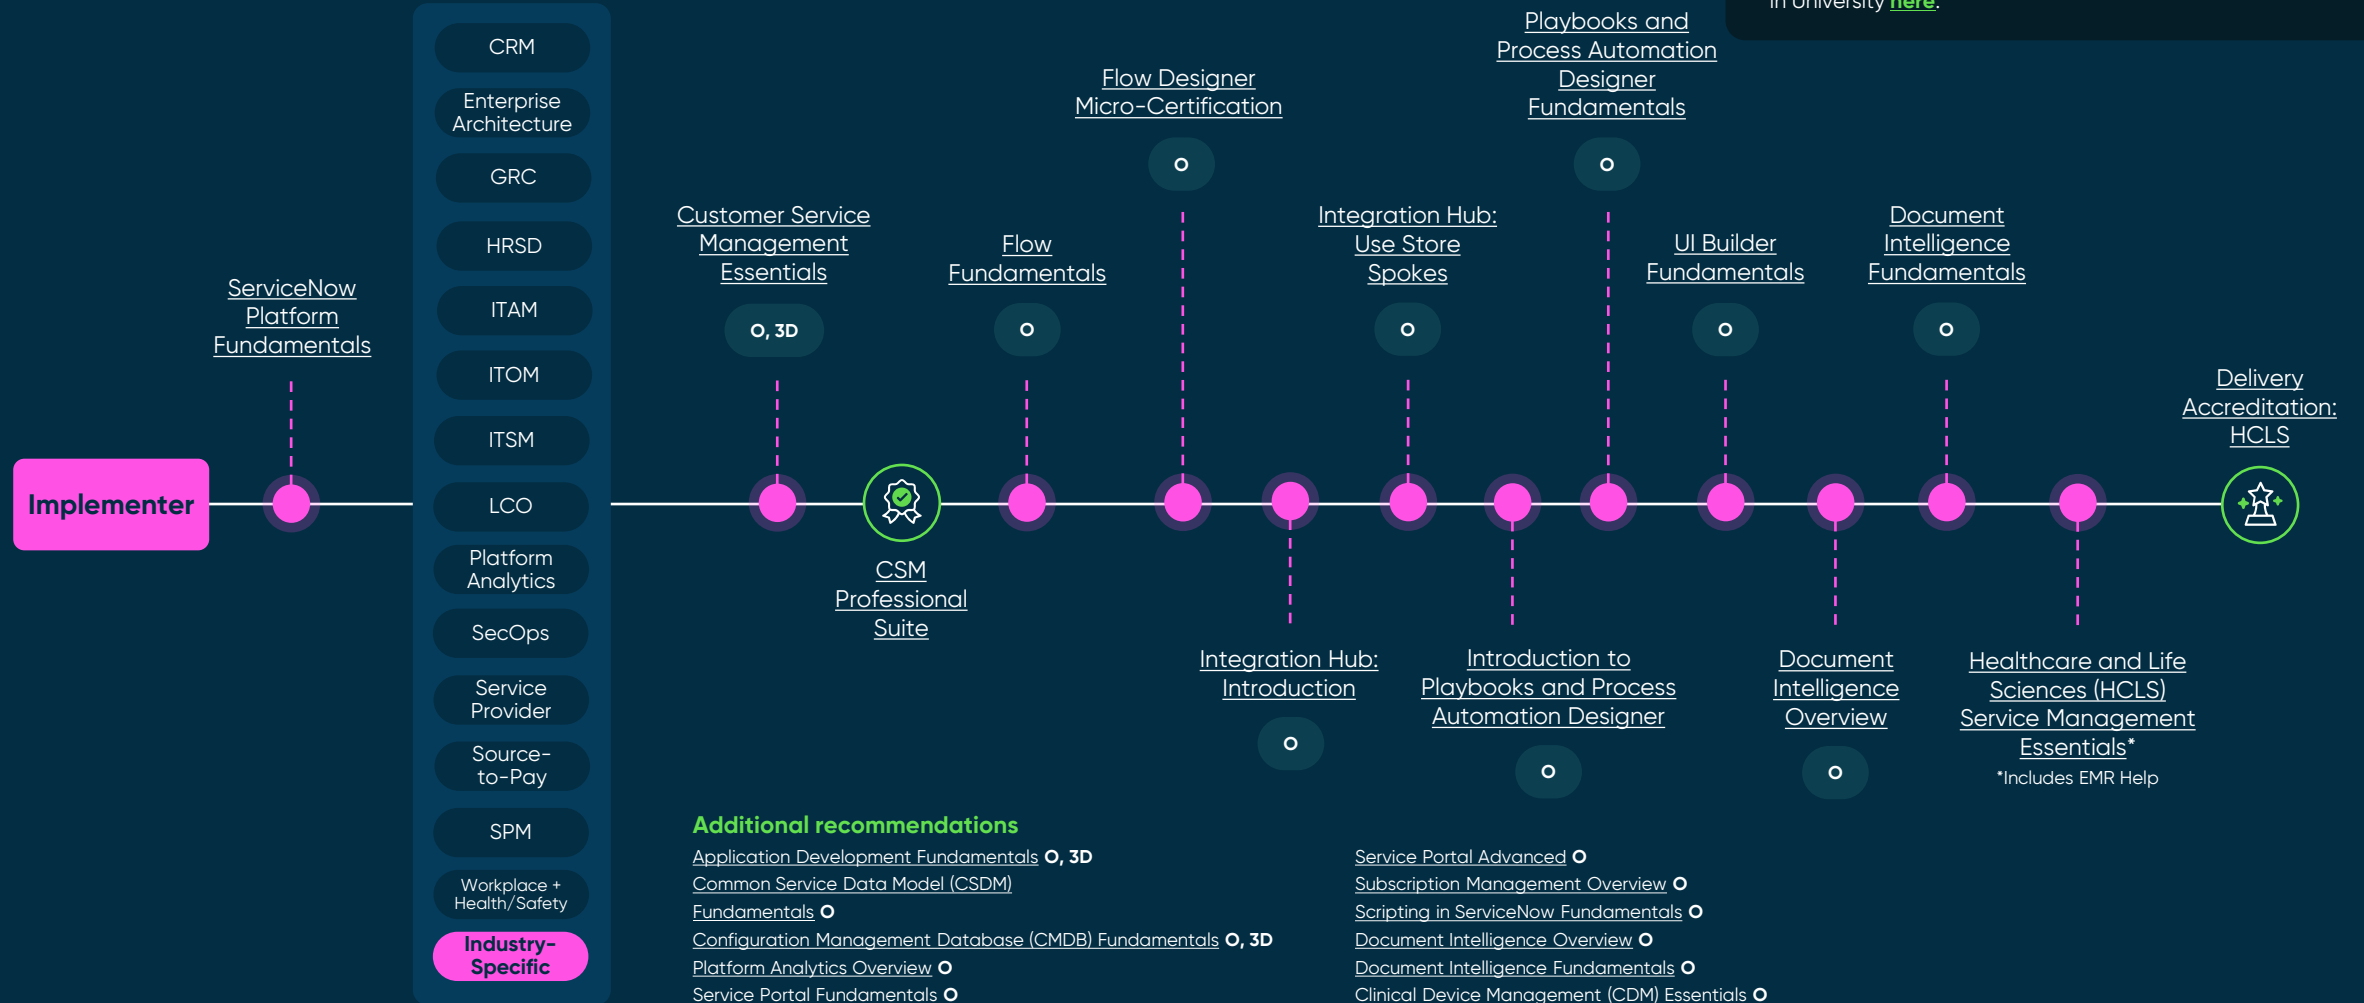 in University here.
CRM
Enterprise
Architecture
GRC
HRSD
ITAM
ITOM
ITSM
LCO
Platform
Analytics
SecOps
Service
Provider
Source-
to-Pay
SPM
Workplace +
Health/Safety
Industry-
Specific
Implementer
ServiceNow
Platform
Fundamentals
Customer Service
Management
Essentials
O, 3D
CSM
Professional
Suite
Flow
Fundamentals
O
Flow Designer
Micro-Certification
O
Integration Hub:
Introduction
O
Integration Hub:
Use Store
Spokes
O
Introduction to
Playbooks and Process
Automation Designer
O
Playbooks and
Process Automation
Designer
Fundamentals
O
UI Builder
Fundamentals
O
Document
Intelligence
Overview
O
Document
Intelligence
Fundamentals
O
Healthcare and Life
Sciences (HCLS)
Service Management
Essentials*
*Includes EMR Help
Delivery
Accreditation:
HCLS
Additional recommendations
Application Development Fundamentals O, 3D
Common Service Data Model (CSDM)
Fundamentals O
Configuration Management Database (CMDB) Fundamentals O, 3D
Platform Analytics Overview O
Service Portal Fundamentals O
Service Portal Advanced O
Subscription Management Overview O
Scripting in ServiceNow Fundamentals O
Document Intelligence Overview O
Document Intelligence Fundamentals O
Clinical Device Management (CDM) Essentials O